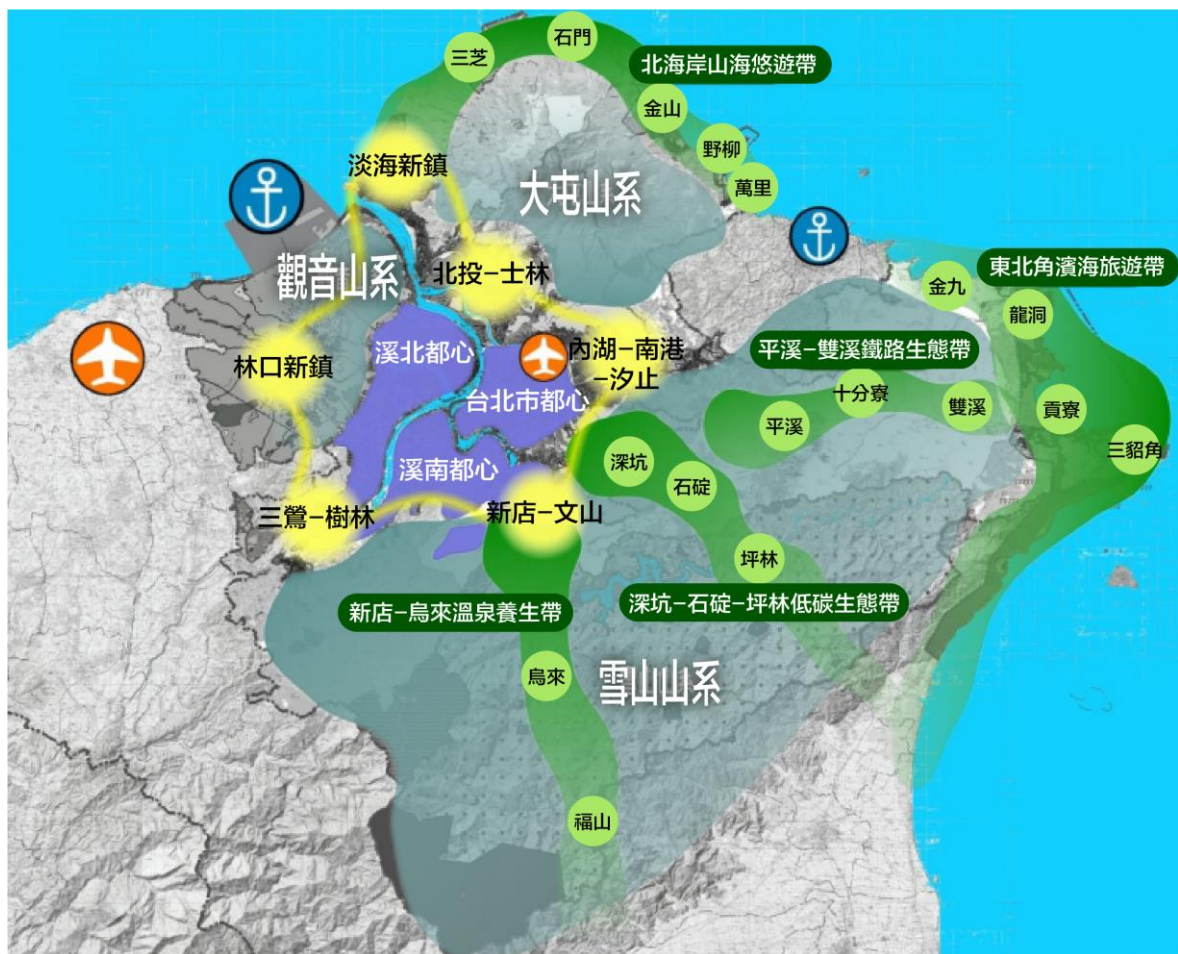 石門
三芝
北海岸山海悠遊帶
金山
野柳
萬里
淡海新鎮
大屯山系
觀音山系
北投–士林
東北角濱海旅遊帶
金九
龍洞
溪北都心
林口新鎮
內湖–南港
–汐止
平溪–雙溪鐵路生態帶
台北市都心
十分寮
雙溪
貢寮
平溪
三貂角
溪南都心
深坑
石碇
三鶯–樹林
新店–文山
坪林
新店–烏來溫泉養生帶
深坑–石碇–坪林低碳生態帶
烏來
雪山山系
福山